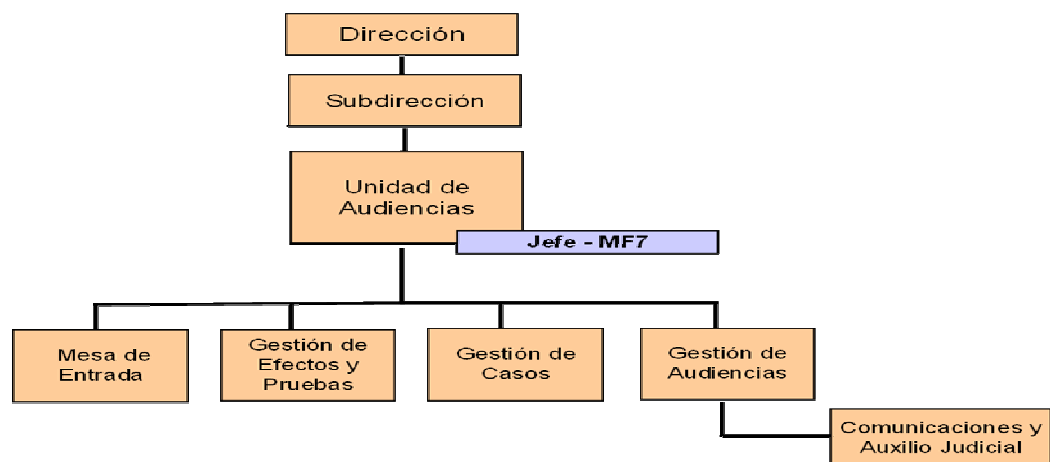 Dirección
Subdirección
Unidad de
Audiencias
Jefe - MF7
Mesa de
Entrada
Gestión de
Efectos y
Pruebas
Gestión de
Casos
Gestión de
Audiencias
Comunicaciones y
Auxilio Judicial